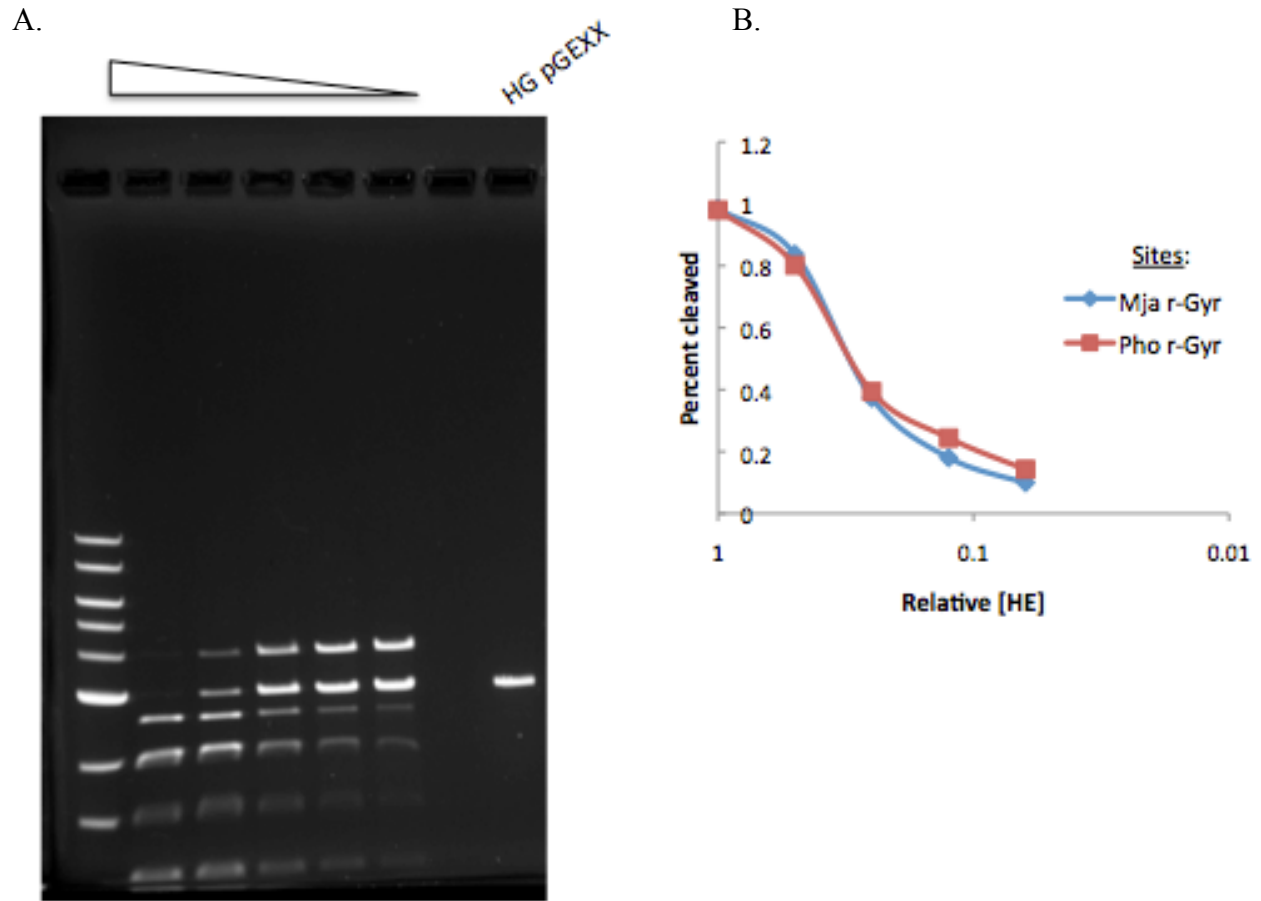 A.
B.
HG pGEXX
1.2
1
0.8
0.6
0.4
0.2
0
Percent cleaved
1
0.1
0.01
Relative [HE]
Sites:
Mja r-Gyr
Pho r-Gyr